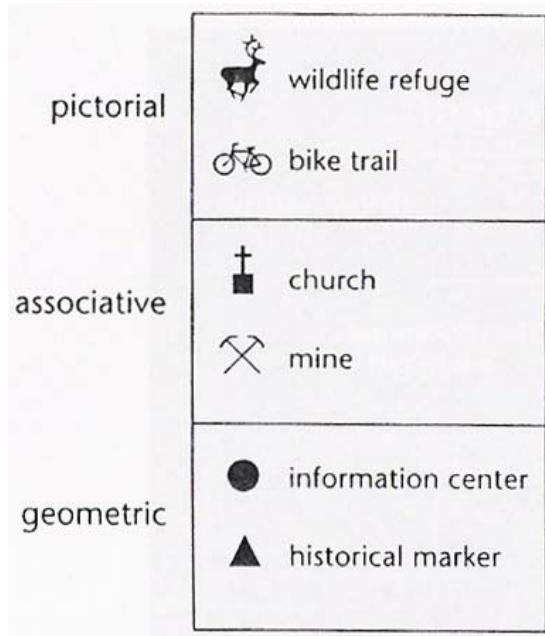 pictorial
wildlife refuge
bike trail
associative
church
mine
geometric
information center
historical marker